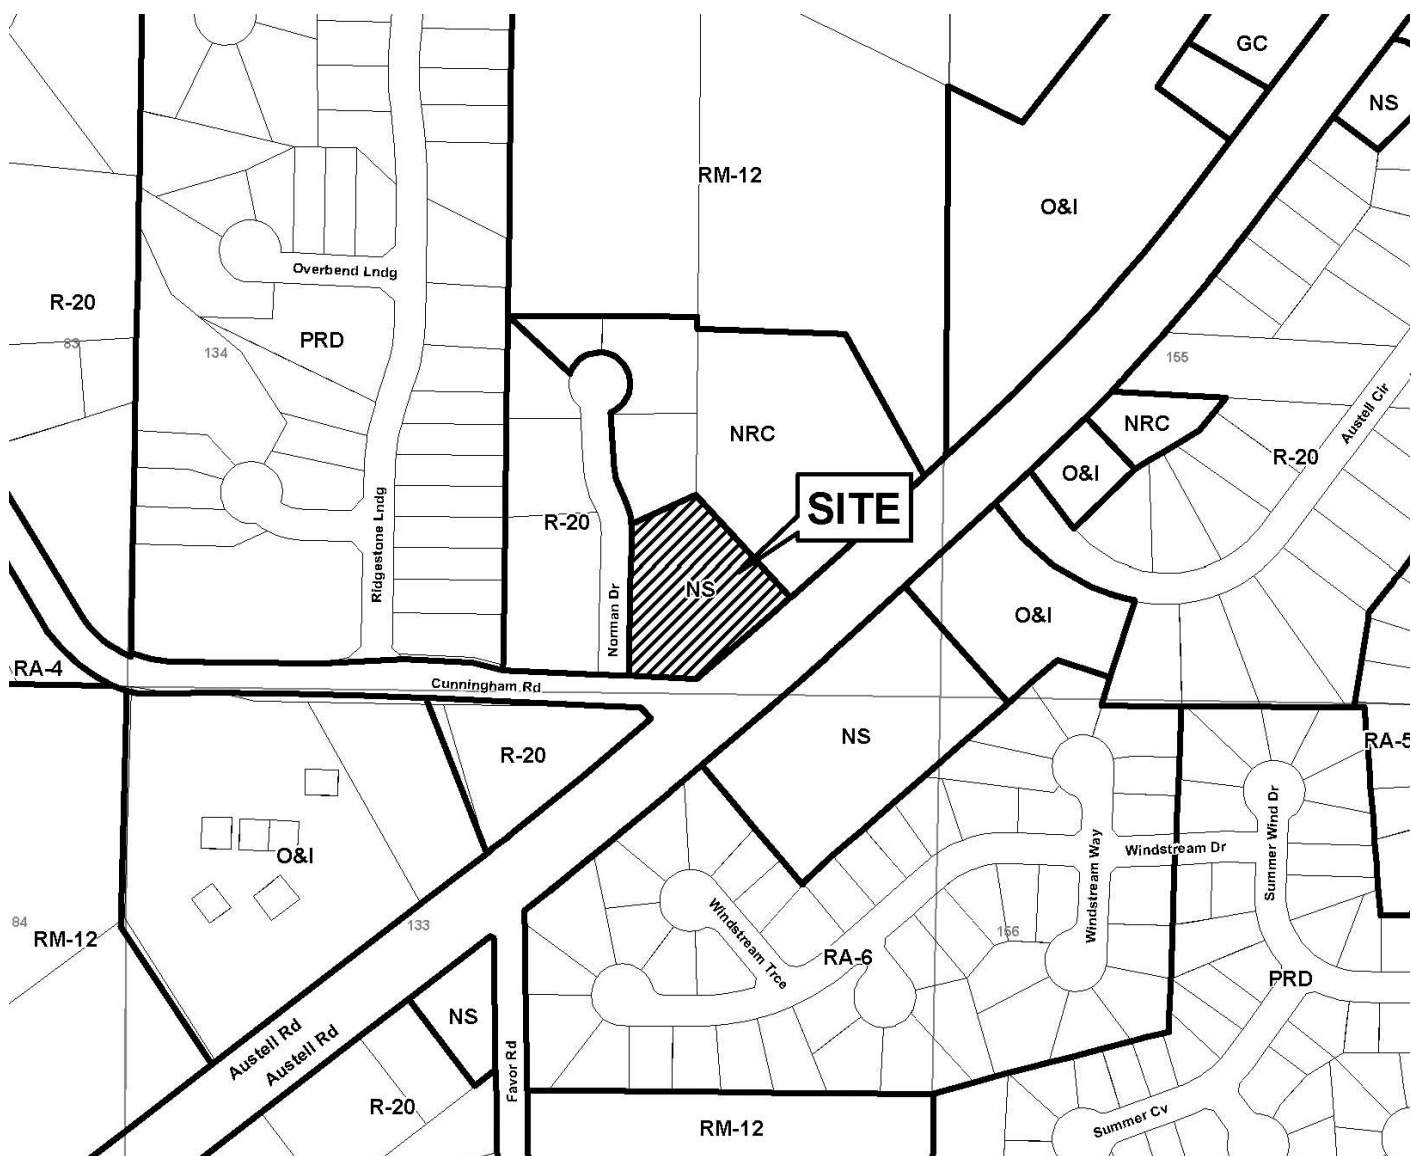 GC
NS
RM-12
O&I
Overbend Lndg
R-20
PRD
83
134
155
Austell Cir
NRC
NRC
R-20
O&I
SITE
R-20
Ridgestone Lndg
NS
Norman Dr
O&I
RA-4
Cunningham Rd
NS
R-20
RA-5
Summer Wind Dr
Windstream Way
Windstream Dr
O&I
84
RM-12
133
Windstream Trce
156
RA-6
PRD
NS
Austell Rd
Austell Rd
Favor Rd
R-20
RM-12
Summer Cv